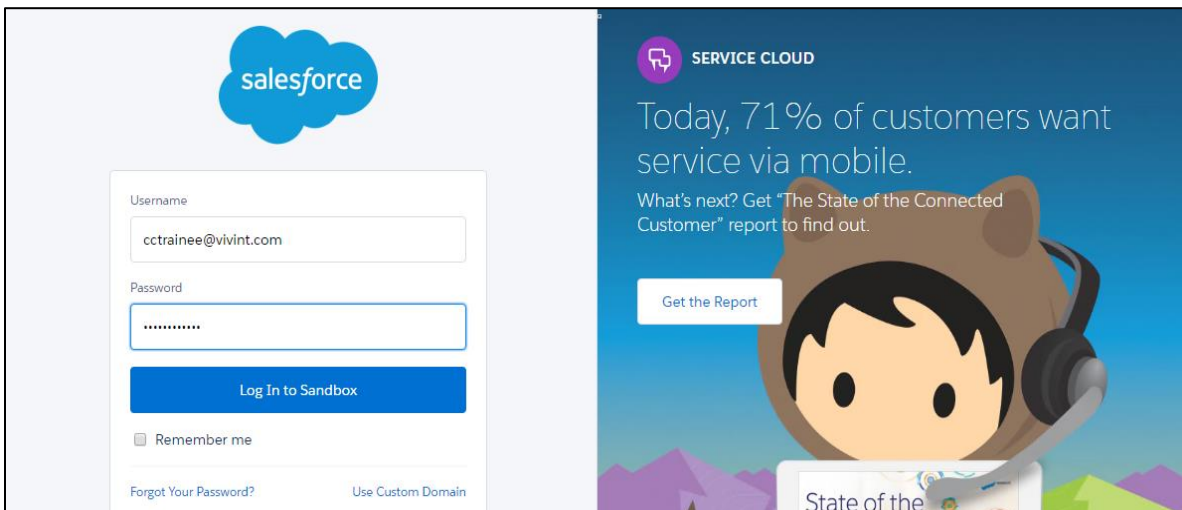 salesforce
Username
cctrainee@vivint.com
Password
••••••••••••
Log In to Sandbox
Remember me
Forgot Your Password?
Use Custom Domain
SERVICE CLOUD
Today, 71% of customers want
service via mobile.
What's next? Get “The State of the Connected
Customer” report to find out.
Get the Report
State of the